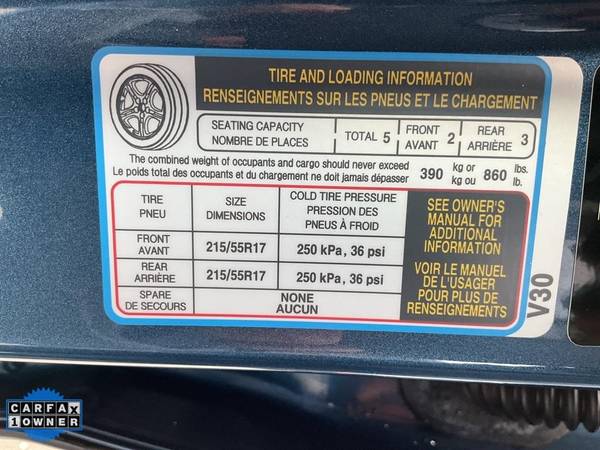 TIRE AND LOADING INFORMATION
RENSEIGNEMENTS SUR LES PNEUS ET LE CHARGEMENT
SEATING CAPACITY
NOMBRE DE PLACES
TOTAL 5
FRONT
AVANT 2
REAR
ARRIÈRE 3
The combined weight of occupants and cargo should never exceed
Le poids total des occupants et du chargement ne doit jamais dépasser
390 kg or
kg ou
860 lbs.
lb.
TIRE
PNEU
SIZE
DIMENSIONS
COLD TIRE PRESSURE
PRESSION DES
PNEUS À FROID
FRONT
AVANT
215/55R17
250 kPa, 36 psi
REAR
ARRIÈRE
215/55R17
250 kPa, 36 psi
SPARE
DE SECOURS
NONE
AUCUN
SEE OWNER'S
MANUAL FOR
ADDITIONAL
INFORMATION
VOIR LE MANUEL
DE L'USAGER
POUR PLUS DE
RENSEIGNEMENTS
V30
CARFAX
1 OWNER